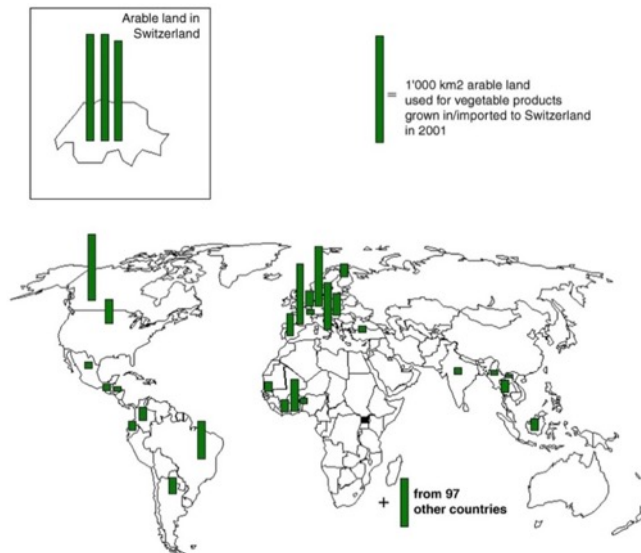 Arable land in
Switzerland
=
1'000 km2 arable land
used for vegetable products
grown in/imported to Switzerland
in 2001
+
from 97
other countries